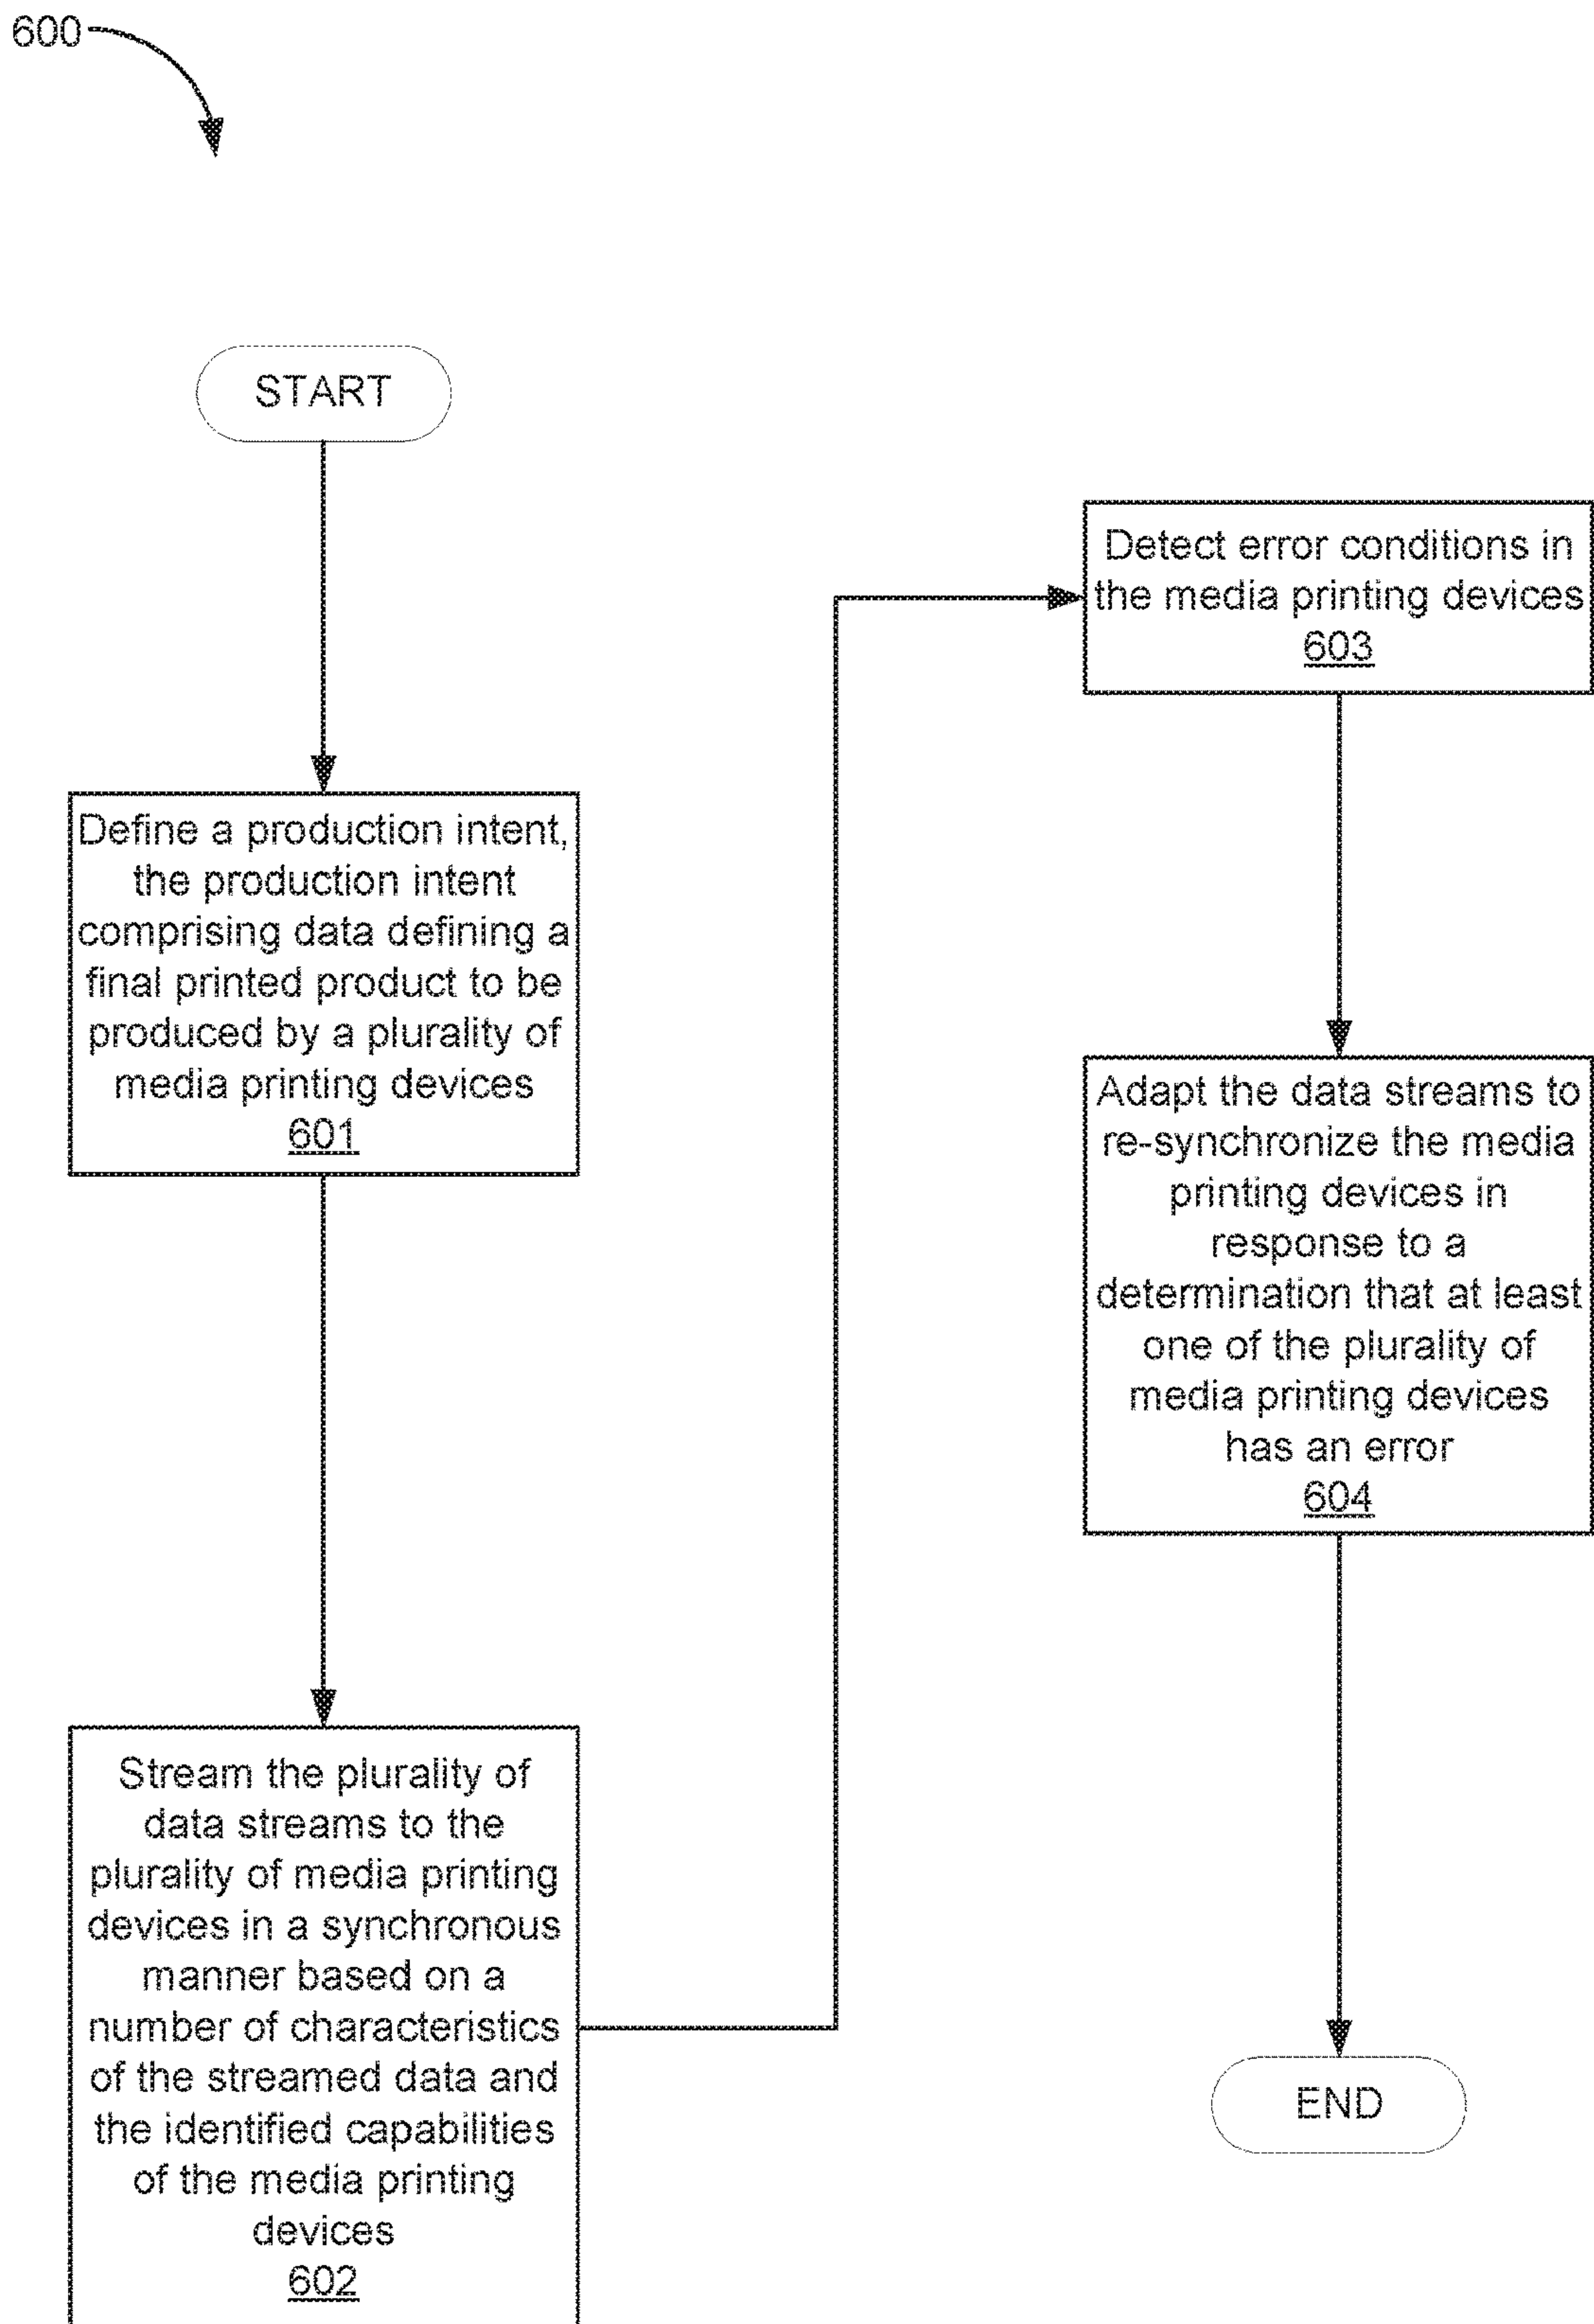 600
START
Define a production intent,
the production intent
comprising data defining a
final printed product to be
produced by a plurality of
media printing devices
601
Stream the plurality of
data streams to the
plurality of media printing
devices in a synchronous
manner based on a
number of characteristics
of the streamed data and
the identified capabilities
of the media printing
devices
602
Detect error conditions in
the media printing devices
603
Adapt the data streams to
re-synchronize the media
printing devices in
response to a
determination that at least
one of the plurality of
media printing devices
has an error
604
END